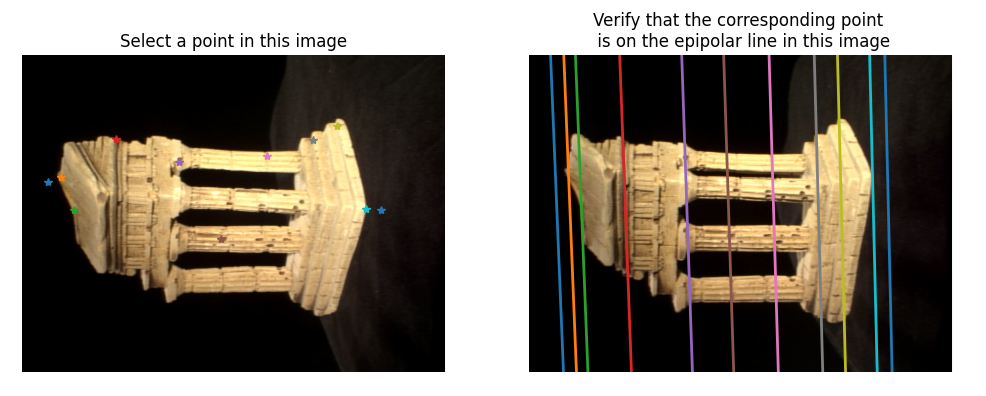 Select a point in this image
Verify that the corresponding point
is on the epipolar line in this image